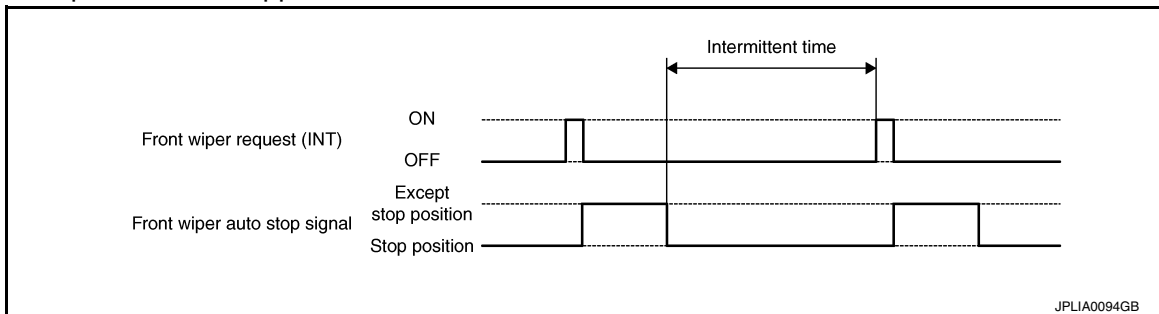 Intermittent time
ON
Front wiper request (INT)
OFF
Except
stop position
Front wiper auto stop signal
Stop position
JPLIA0094GB